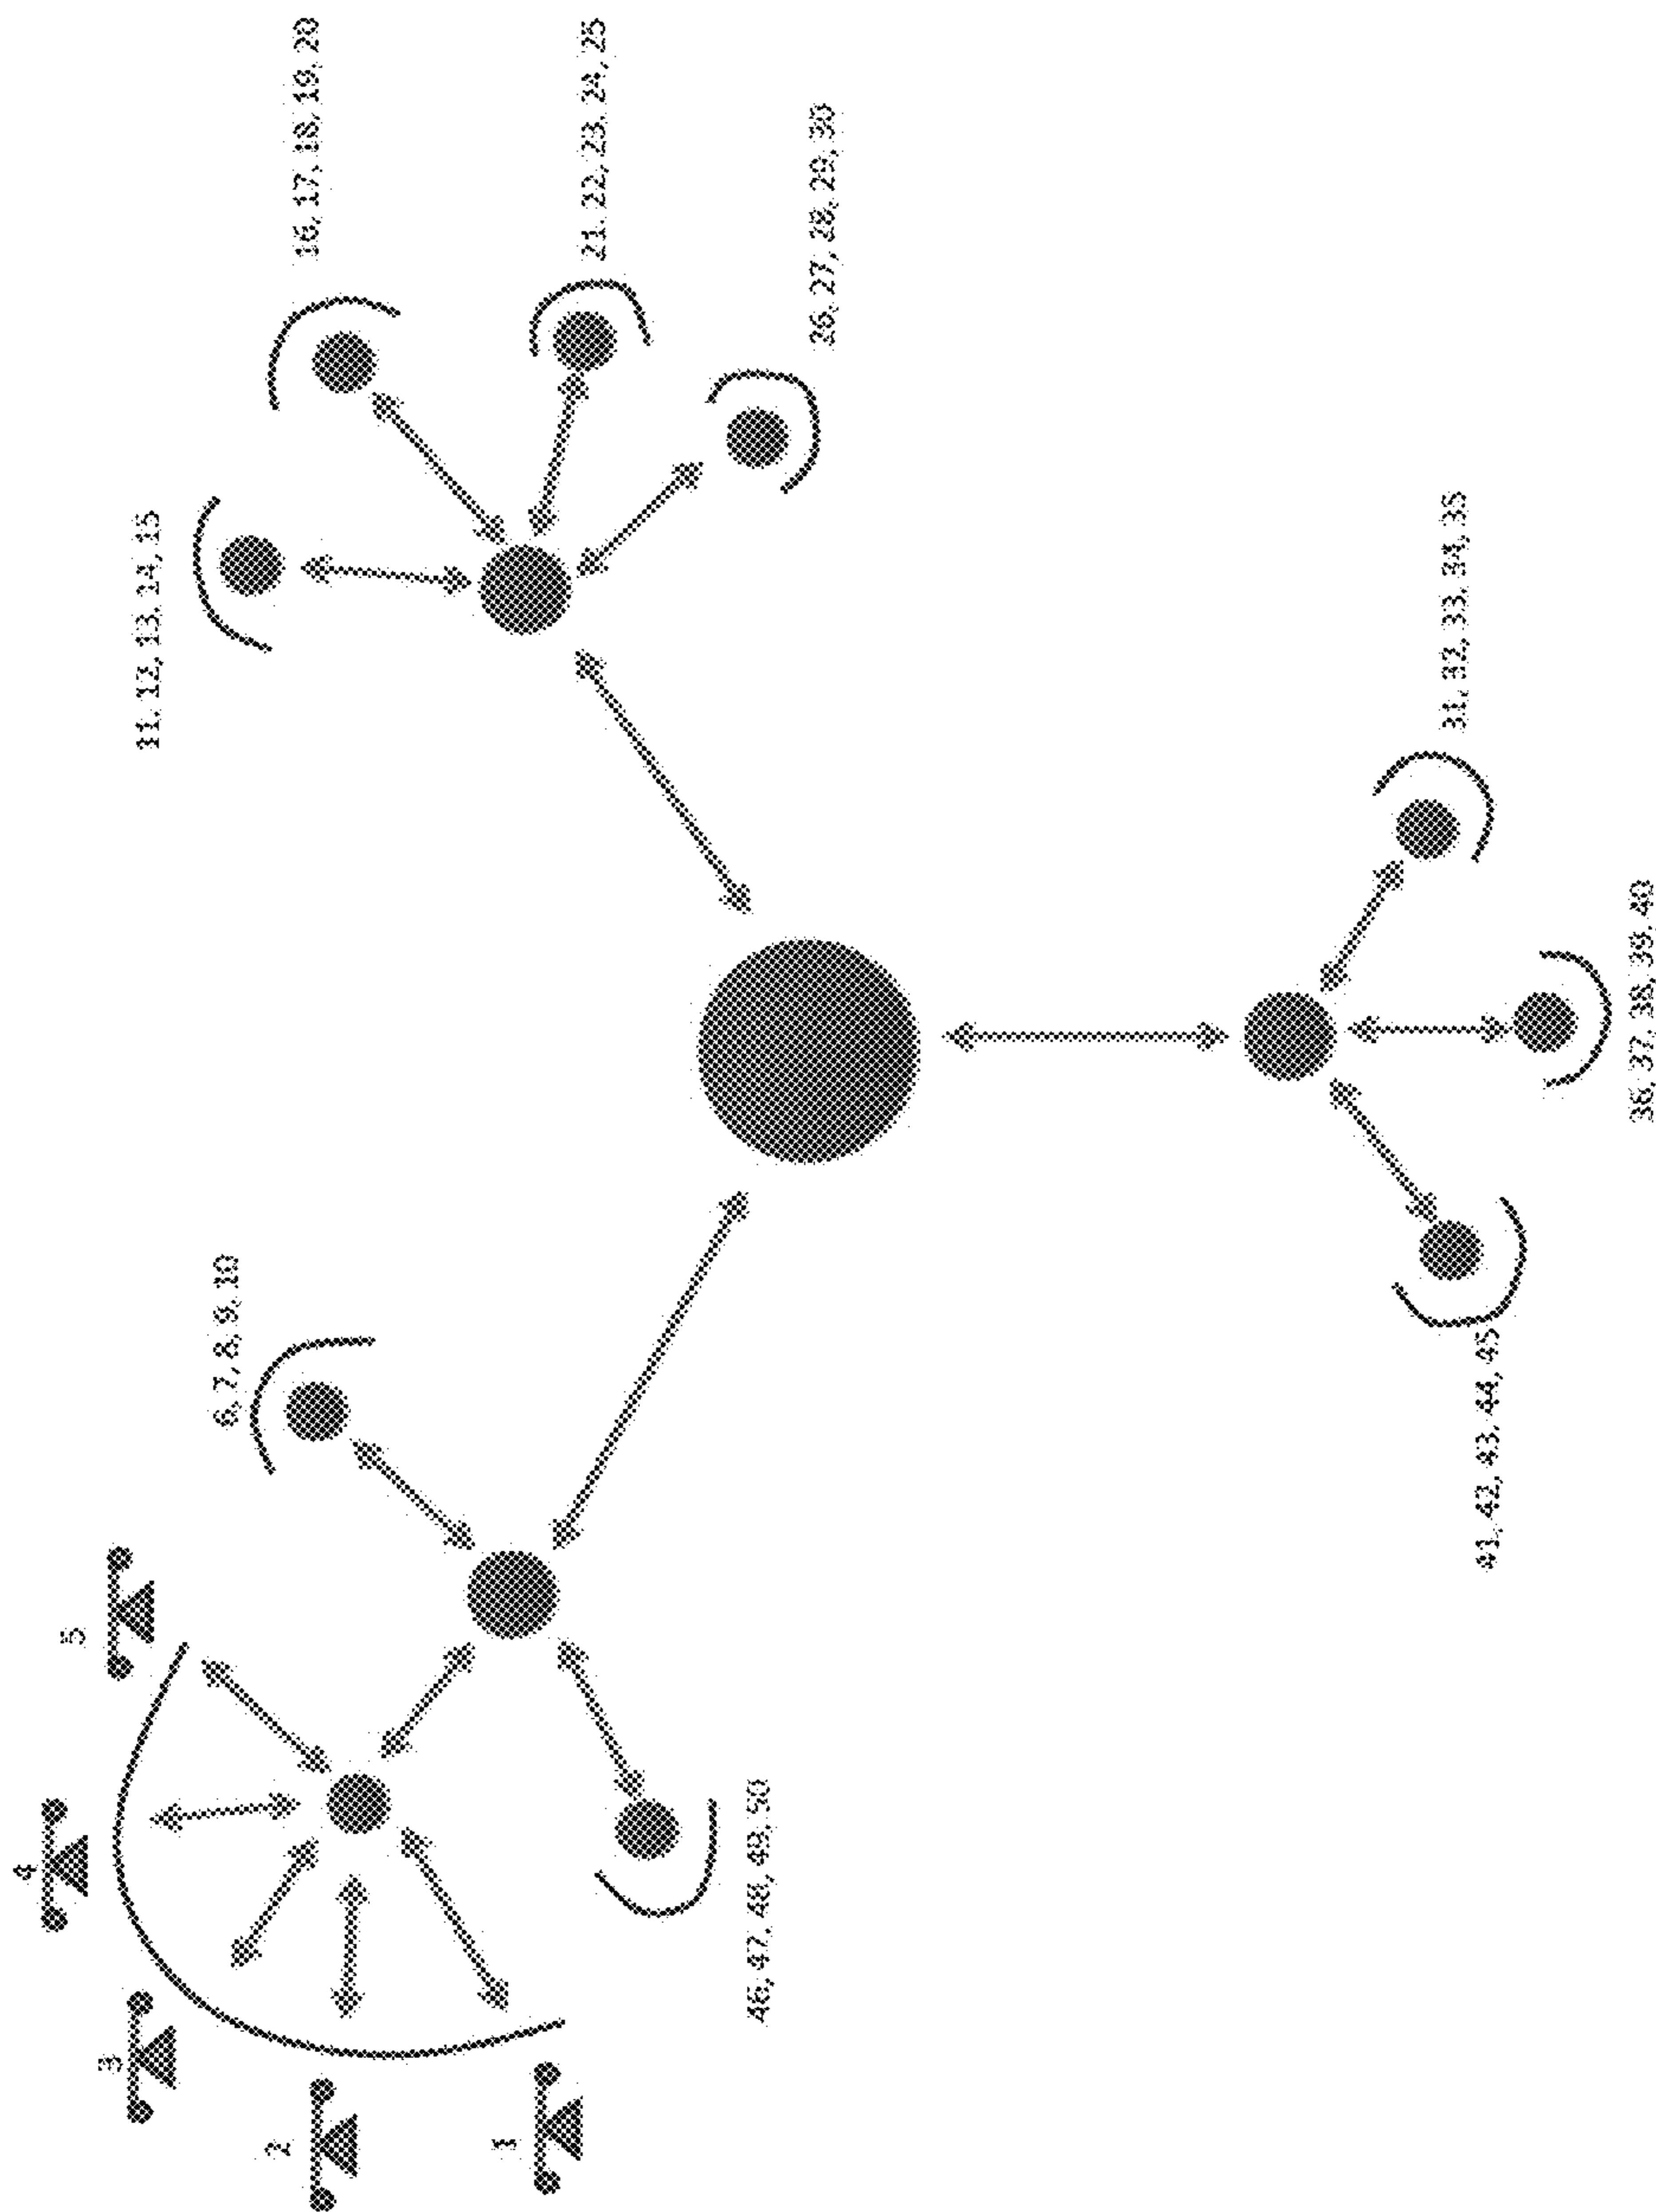 1
2
3
4
5
6, 7, 8, 9, 10
11, 12, 13, 14, 15
16, 17, 18, 19, 20
21, 22, 23, 24, 25
26, 27, 28, 29, 30
31, 32, 33, 34, 35
36, 37, 38, 39, 40
41, 42, 43, 44, 45
46, 47, 48, 49, 50